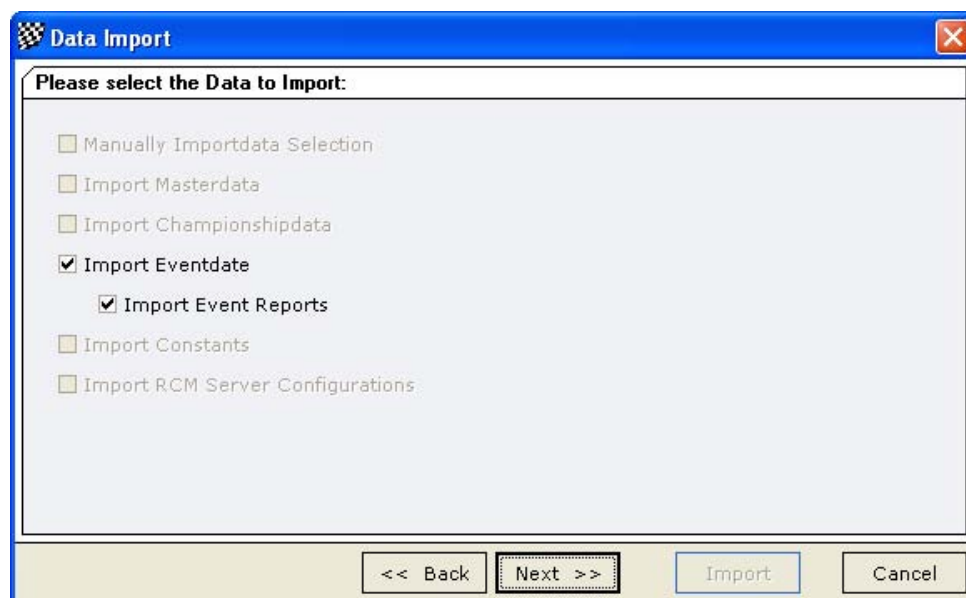 Data Import
Please select the Data to Import:
Manually Importdata Selection
Import Masterdata
Import Championshipdata
Import Eventdate
Import Event Reports
Import Constants
Import RCM Server Configurations
<< Back Next >> Import Cancel